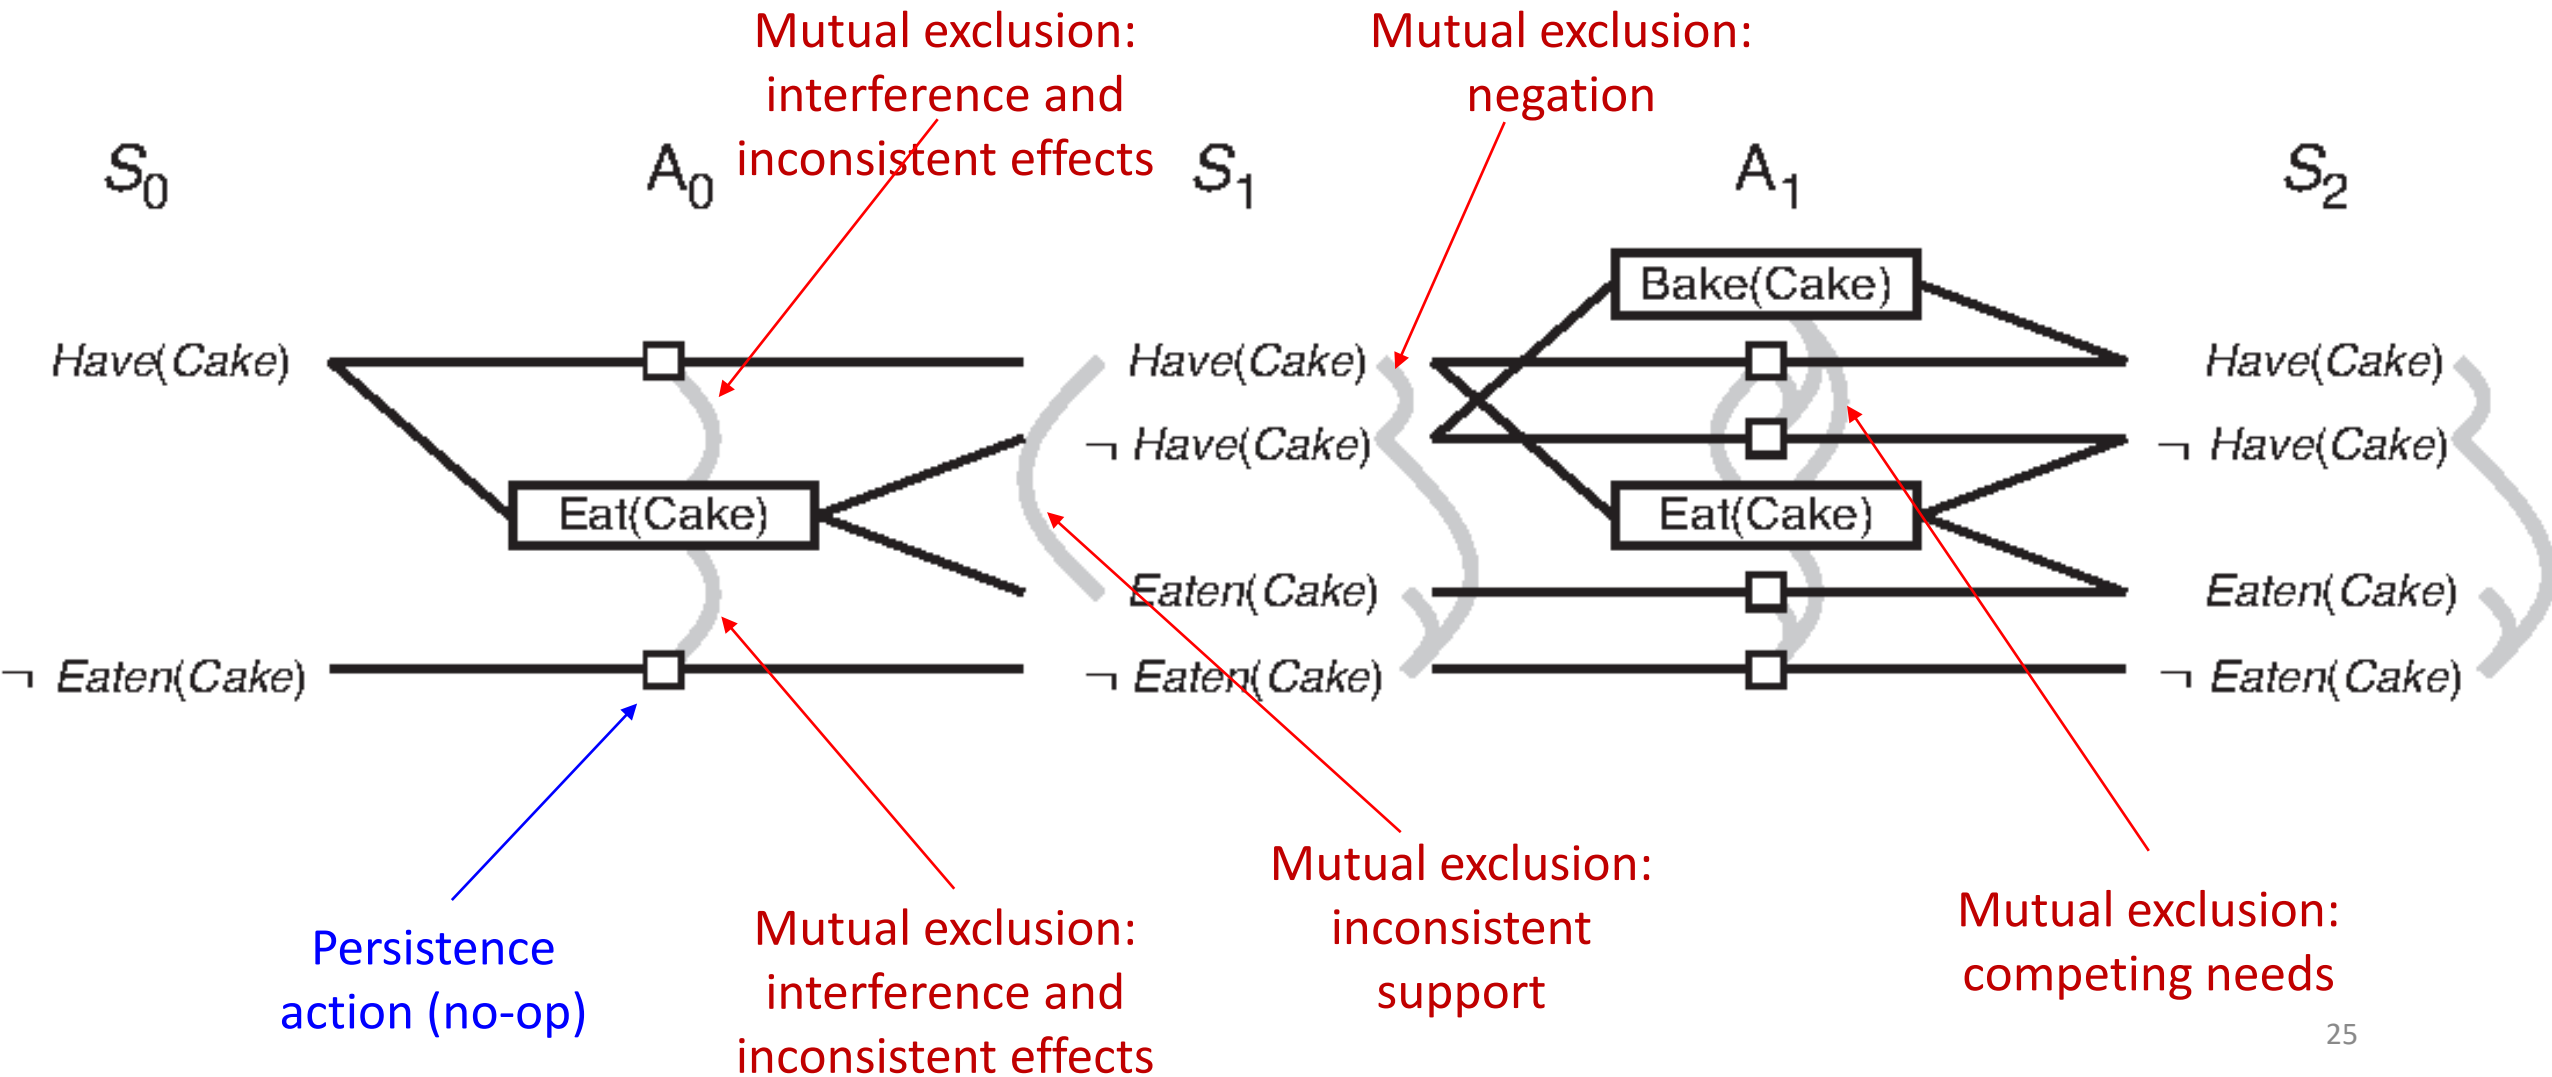 Mutual exclusion:
interference and
inconsistent effects
Mutual exclusion:
negation
S0
A0
S1
A1
S2
Bake(Cake)
Have(Cake)
Have(Cake)
Have(Cake)
¬ Have(Cake)
¬ Have(Cake)
Eat(Cake)
Eat(Cake)
Eaten(Cake)
Eaten(Cake)
¬ Eaten(Cake)
¬ Eaten(Cake)
¬ Eaten(Cake)
Persistence
action (no-op)
Mutual exclusion:
interference and
inconsistent effects
Mutual exclusion:
inconsistent
support
Mutual exclusion:
competing needs
25